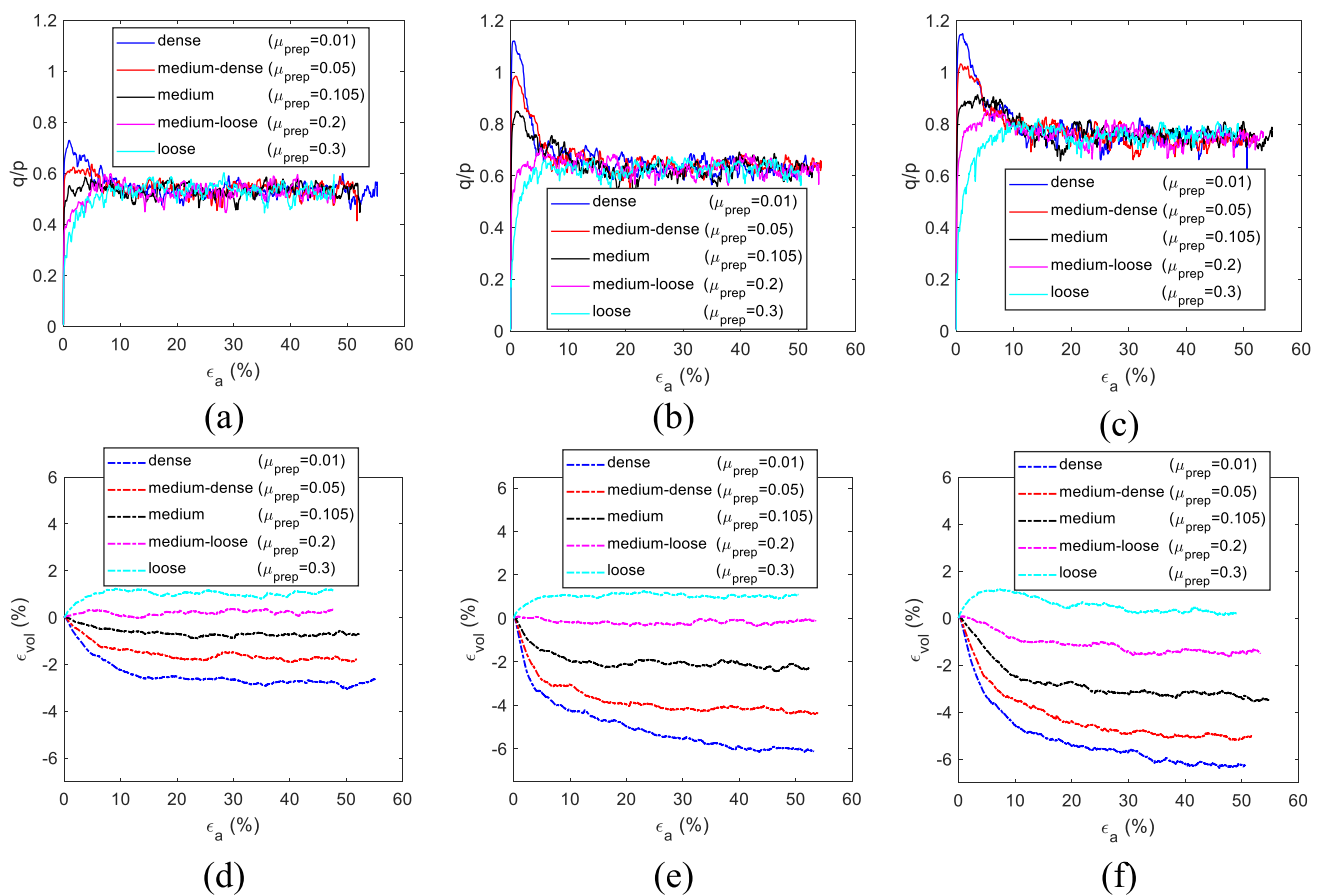 1.2
1
0.8
0.6
0.4
0.2
0
q/p
dense (μprep=0.01)
medium-dense (μprep=0.05)
medium (μprep=0.105)
medium-loose (μprep=0.2)
loose (μprep=0.3)
0 10 20 30 40 50 60
ϵa (%)
(a)
1.2
1
0.8
0.6
0.4
0.2
0
q/p
dense (μprep=0.01)
medium-dense (μprep=0.05)
medium (μprep=0.105)
medium-loose (μprep=0.2)
loose (μprep=0.3)
0 10 20 30 40 50 60
ϵa (%)
(b)
1.2
1
0.8
0.6
0.4
0.2
0
q/p
dense (μprep=0.01)
medium-dense (μprep=0.05)
medium (μprep=0.105)
medium-loose (μprep=0.2)
loose (μprep=0.3)
0 10 20 30 40 50 60
ϵa (%)
(c)
dense (μprep=0.01)
medium-dense (μprep=0.05)
medium (μprep=0.105)
medium-loose (μprep=0.2)
loose (μprep=0.3)
6
4
2
0
-2
-4
-6
ϵvol (%)
0 10 20 30 40 50 60
ϵa (%)
(d)
dense (μprep=0.01)
medium-dense (μprep=0.05)
medium (μprep=0.105)
medium-loose (μprep=0.2)
loose (μprep=0.3)
6
4
2
0
-2
-4
-6
ϵvol (%)
0 10 20 30 40 50 60
ϵa (%)
(e)
dense (μprep=0.01)
medium-dense (μprep=0.05)
medium (μprep=0.105)
medium-loose (μprep=0.2)
loose (μprep=0.3)
6
4
2
0
-2
-4
-6
ϵvol (%)
0 10 20 30 40 50 60
ϵa (%)
(f)